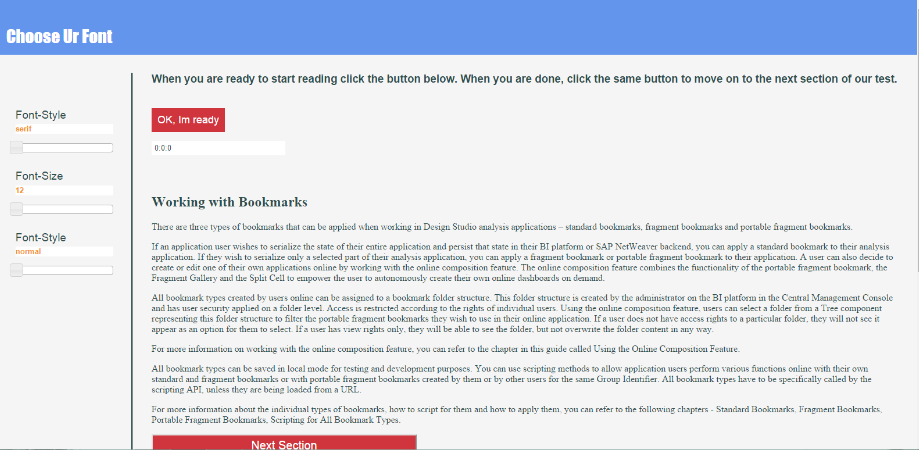 Choose Ur Font
When you are ready to start reading click the button below. When you are done, click the same button to move on to the next section of our test.
Font-Style
serif
Font-Size
12
Font-Style
normal
OK, Im ready
0:0:0
Working with Bookmarks
There are three types of bookmarks that can be applied when working in Design Studio analysis applications – standard bookmarks, fragment bookmarks and portable fragment bookmarks.
If an application user wishes to serialize the state of their entire application and persist that state in their BI platform or SAP NetWeaver backend, you can apply a standard bookmark to their analysis
application. If they wish to serialize only a selected part of their analysis application, you can apply a fragment bookmark or portable fragment bookmark to their application. A user can also decide to
create or edit one of their own applications online by working with the online composition feature. The online composition feature combines the functionality of the portable fragment bookmark, the
Fragment Gallery and the Split Cell to empower the user to autonomously create their own online dashboards on demand.
All bookmark types created by users online can be assigned to a bookmark folder structure. This folder structure is created by the administrator on the BI platform in the Central Management Console
and has user security applied on a folder level. Access is restricted according to the rights of individual users. Using the online composition feature, users can select a folder from a Tree component
representing this folder structure to filter the portable fragment bookmarks they wish to use in their online application. If a user does not have access rights to a particular folder, they will not see it
appear as an option for them to select. If a user has view rights only, they will be able to see the folder, but not overwrite the folder content in any way.
For more information on working with the online composition feature, you can refer to the chapter in this guide called Using the Online Composition Feature.
All bookmark types can be saved in local mode for testing and development purposes. You can use scripting methods to allow application users perform various functions online with their own
standard and fragment bookmarks or with portable fragment bookmarks created by them or by other users for the same Group Identifier. All bookmark types have to be specifically called by the
scripting API, unless they are being loaded from a URL.
For more information about the individual types of bookmarks, how to script for them and how to apply them, you can refer to the following chapters - Standard Bookmarks, Fragment Bookmarks,
Portable Fragment Bookmarks, Scripting for All Bookmark Types.
Next Section